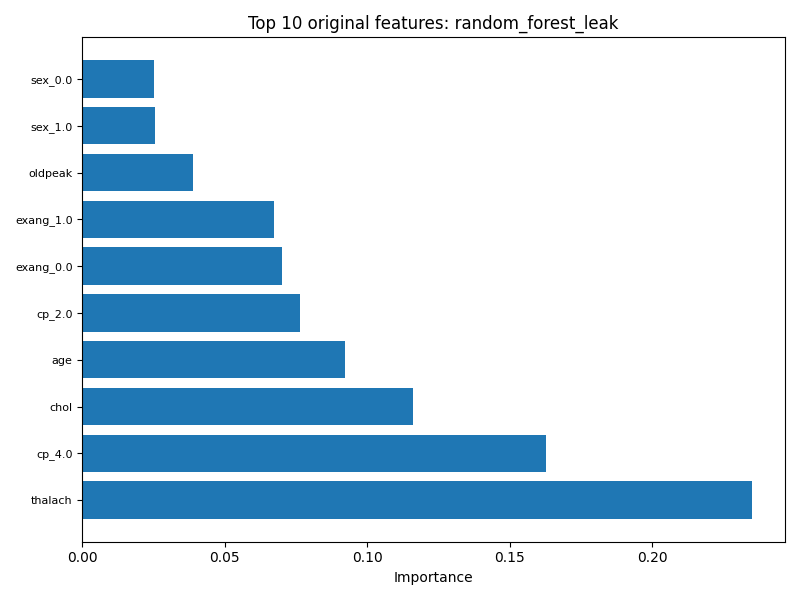 Top 10 original features: random_forest_leak
sex_0.0
sex_1.0
oldpeak
exang_1.0
exang_0.0
cp_2.0
age
chol
cp_4.0
thalach
0.00 0.05 0.10 0.15 0.20
Importance